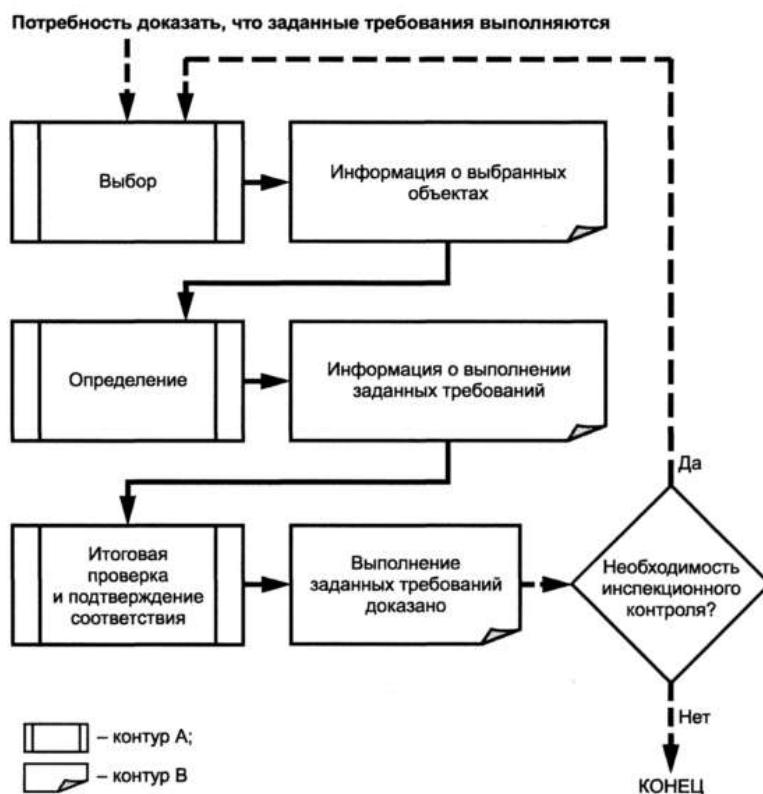 Потребность доказать, что заданные требования выполняются
Выбор
Информация о выбранных
объектах
Определение
Информация о выполнении
заданных требований
Да
Итоговая
проверка
и подтверждение
соответствия
Выполнение
заданных требований
доказано
Необходимость
инспекционного
контроля?
Нет
– контур А;
– контур В
КОНЕЦ